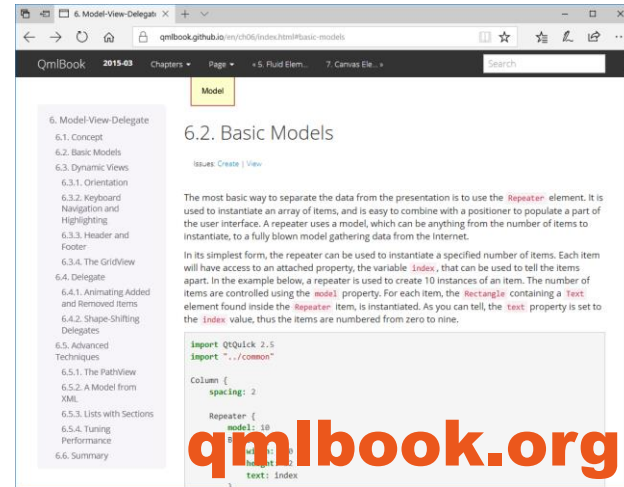 6. Model-View-Delegati
qmlbook.github.io/en/ch06/index.html#basic-models
QmlBook 2015-03 Chapters Page « 5. Fluid Elem... 7. Canvas Ele... » Search
Model
6. Model-View-Delegate
6.1. Concept
6.2. Basic Models
6.3. Dynamic Views
6.3.1. Orientation
6.3.2. Keyboard
Navigation and
Highlighting
6.3.3. Header and
Footer
6.3.4. The GridView
6.4. Delegate
6.4.1. Animating Added
and Removed Items
6.4.2. Shape-Shifting
Delegates
6.5. Advanced
Techniques
6.5.1. The PathView
6.5.2. A Model from
XML
6.5.3. Lists with Sections
6.5.4. Tuning
Performance
6.6. Summary
6.2. Basic Models
Issues: Create | View
The most basic way to separate the data from the presentation is to use the Repeater element. It is
used to instantiate an array of items, and is easy to combine with a positioner to populate a part of
the user interface. A repeater uses a model, which can be anything from the number of items to
instantiate, to a fully blown model gathering data from the Internet.
In its simplest form, the repeater can be used to instantiate a specified number of items. Each item
will have access to an attached property, the variable index, that can be used to tell the items
apart. In the example below, a repeater is used to create 10 instances of an item. The number of
items are controlled using the model property. For each item, the Rectangle containing a Text
element found inside the Repeater item, is instantiated. As you can tell, the text property is set to
the index value, thus the items are numbered from zero to nine.
import QtQuick 2.5
import "../common"
Column {
spacing: 2
Repeater {
model: 10
text: index
}
qmlbook.org